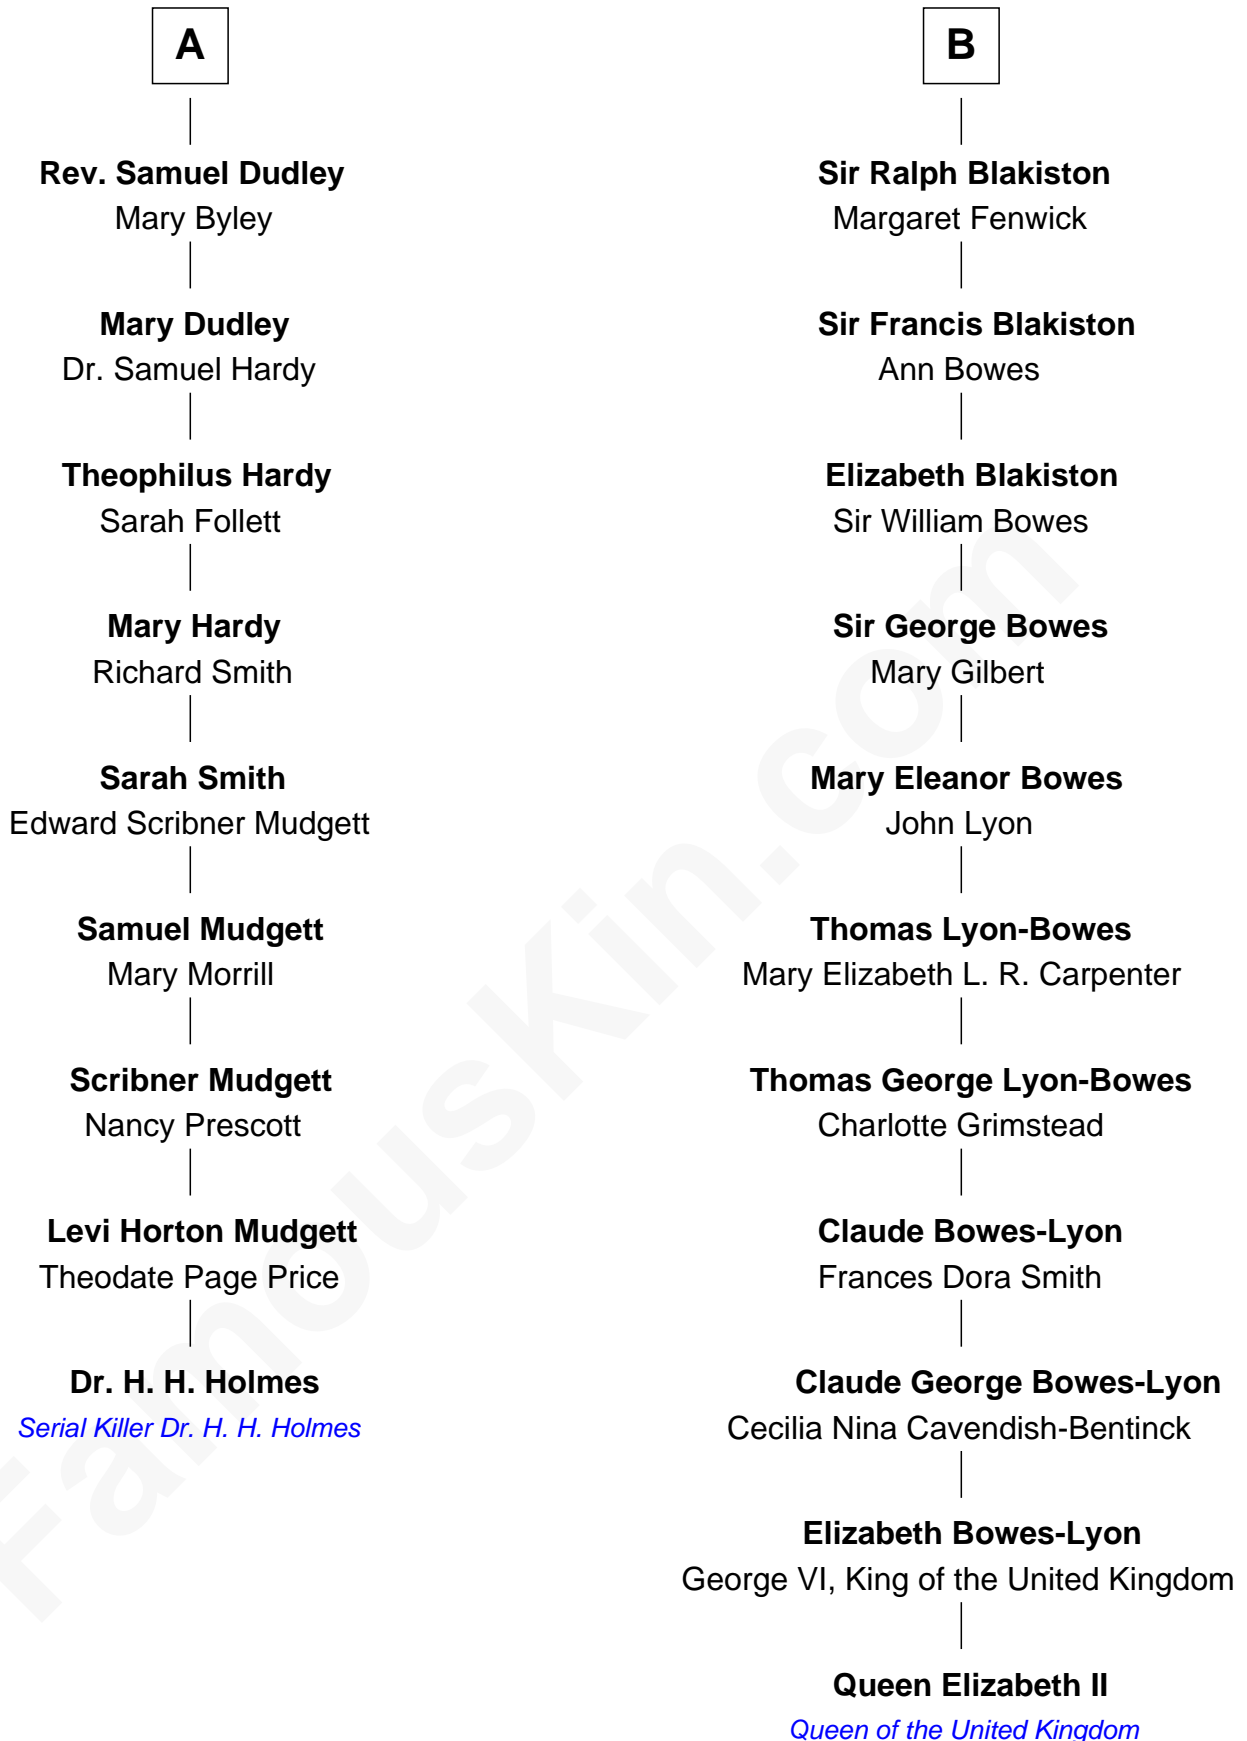 A
Rev. Samuel Dudley
Mary Byley
Mary Dudley
Dr. Samuel Hardy
Theophilus Hardy
Sarah Follett
Mary Hardy
Richard Smith
Sarah Smith
Edward Scribner Mudgett
Samuel Mudgett
Mary Morrill
Scribner Mudgett
Nancy Prescott
Levi Horton Mudgett
Theodate Page Price
Dr. H. H. Holmes
Serial Killer Dr. H. H. Holmes
B
Sir Ralph Blakiston
Margaret Fenwick
Sir Francis Blakiston
Ann Bowes
Elizabeth Blakiston
Sir William Bowes
Sir George Bowes
Mary Gilbert
Mary Eleanor Bowes
John Lyon
Thomas Lyon-Bowes
Mary Elizabeth L. R. Carpenter
Thomas George Lyon-Bowes
Charlotte Grimstead
Claude Bowes-Lyon
Frances Dora Smith
Claude George Bowes-Lyon
Cecilia Nina Cavendish-Bentinck
Elizabeth Bowes-Lyon
George VI, King of the United Kingdom
Queen Elizabeth II
Queen of the United Kingdom
FamousKin.com